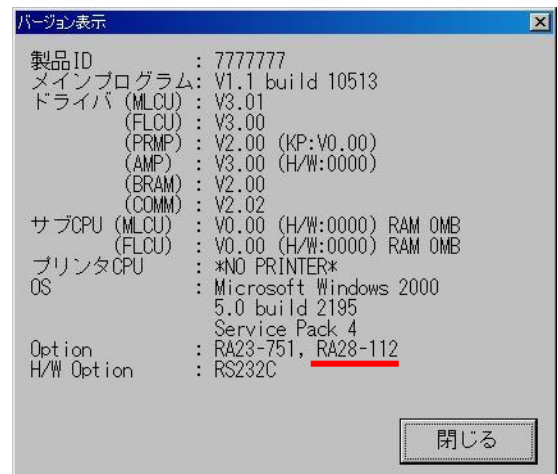 バージョン表示
製品ID : 7777777
メインプログラム: V1.1 build 10513
ドライバ (MLCU) : V3.01
(FLCU) : V3.00
(PRMP) : V2.00 (KP:V0.00)
(AMP) : V3.00 (H/W:0000)
(BRAM) : V2.00
(COMM) : V2.02
サブCPU (MLCU) : V0.00 (H/W:0000) RAM 0MB
(FLCU) : V0.00 (H/W:0000) RAM 0MB
プリンタCPU : *NO PRINTER*
OS : Microsoft Windows 2000
5.0 build 2195
Service Pack 4
Option : RA23-751, RA28-112
H/W Option : RS232C
閉じる